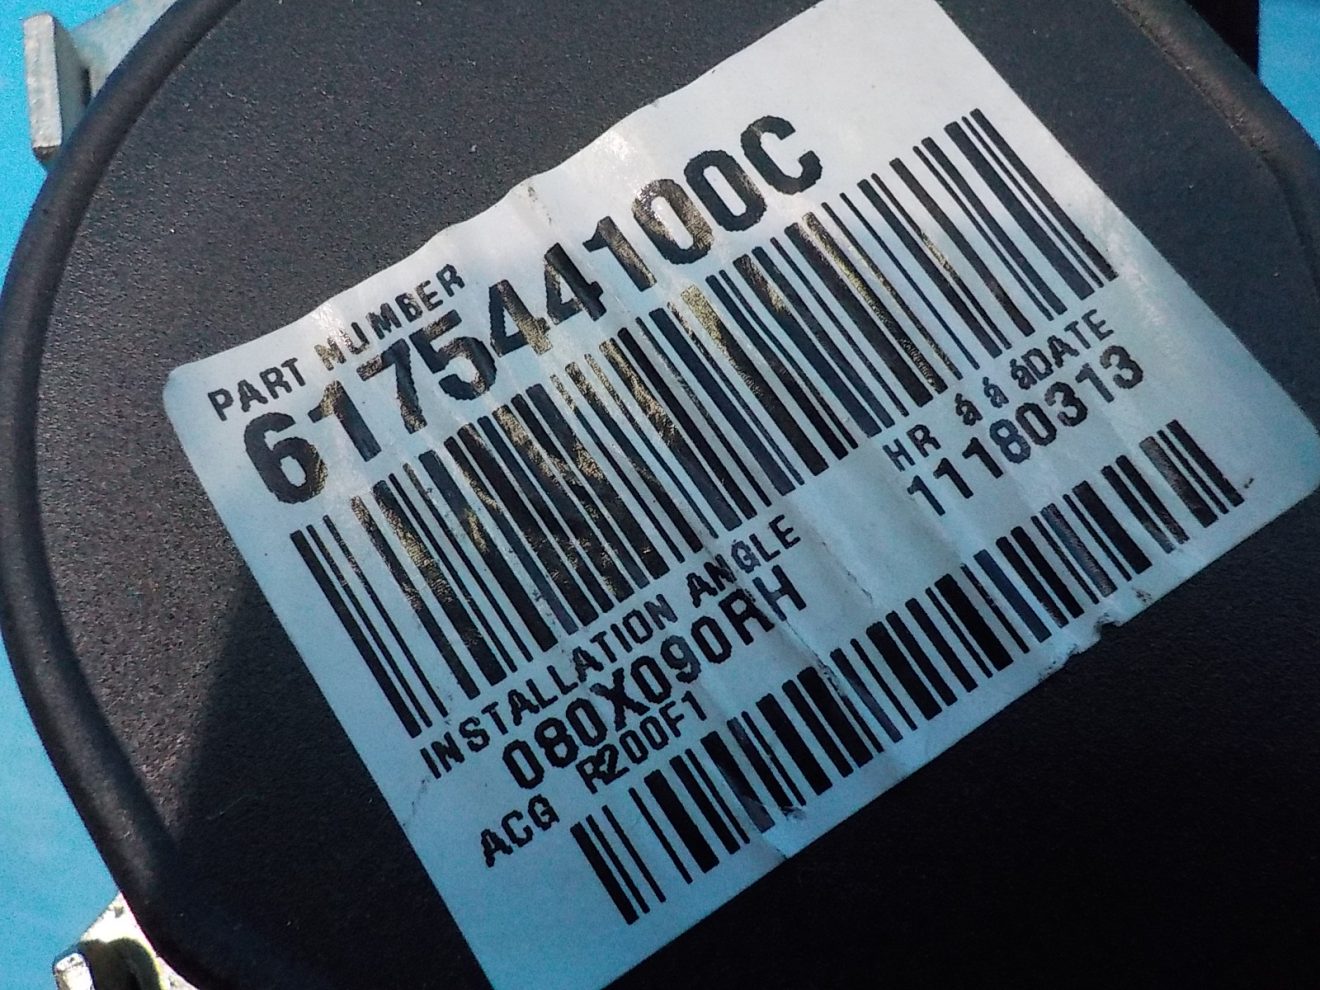 PART NUMBER
617544100C
HR á á áDATE
11180313
INSTALLATION ANGLE
080X090RH
ACG R200F1